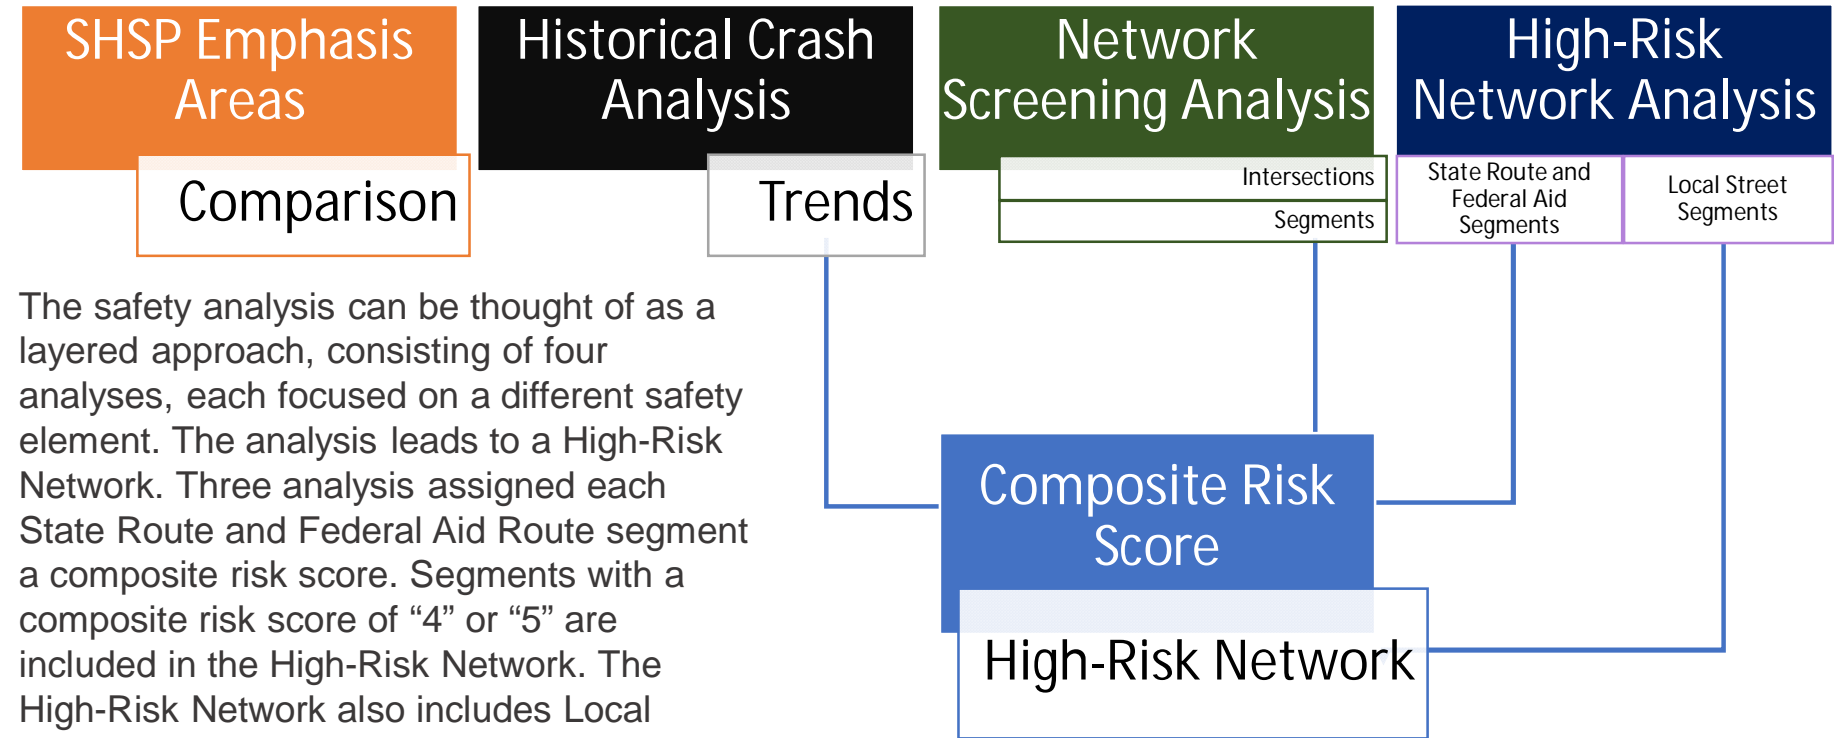 SHSP Emphasis
Areas
Comparison
Historical Crash
Analysis
Trends
Network
Screening Analysis
Intersections
Segments
High-Risk
Network Analysis
State Route and
Federal Aid
Segments
Local Street
Segments
The safety analysis can be thought of as a
layered approach, consisting of four
analyses, each focused on a different safety
element. The analysis leads to a High-Risk
Network. Three analysis assigned each
State Route and Federal Aid Route segment
a composite risk score. Segments with a
composite risk score of “4” or “5” are
included in the High-Risk Network. The
High-Risk Network also includes Local
Composite Risk
Score
High-Risk Network